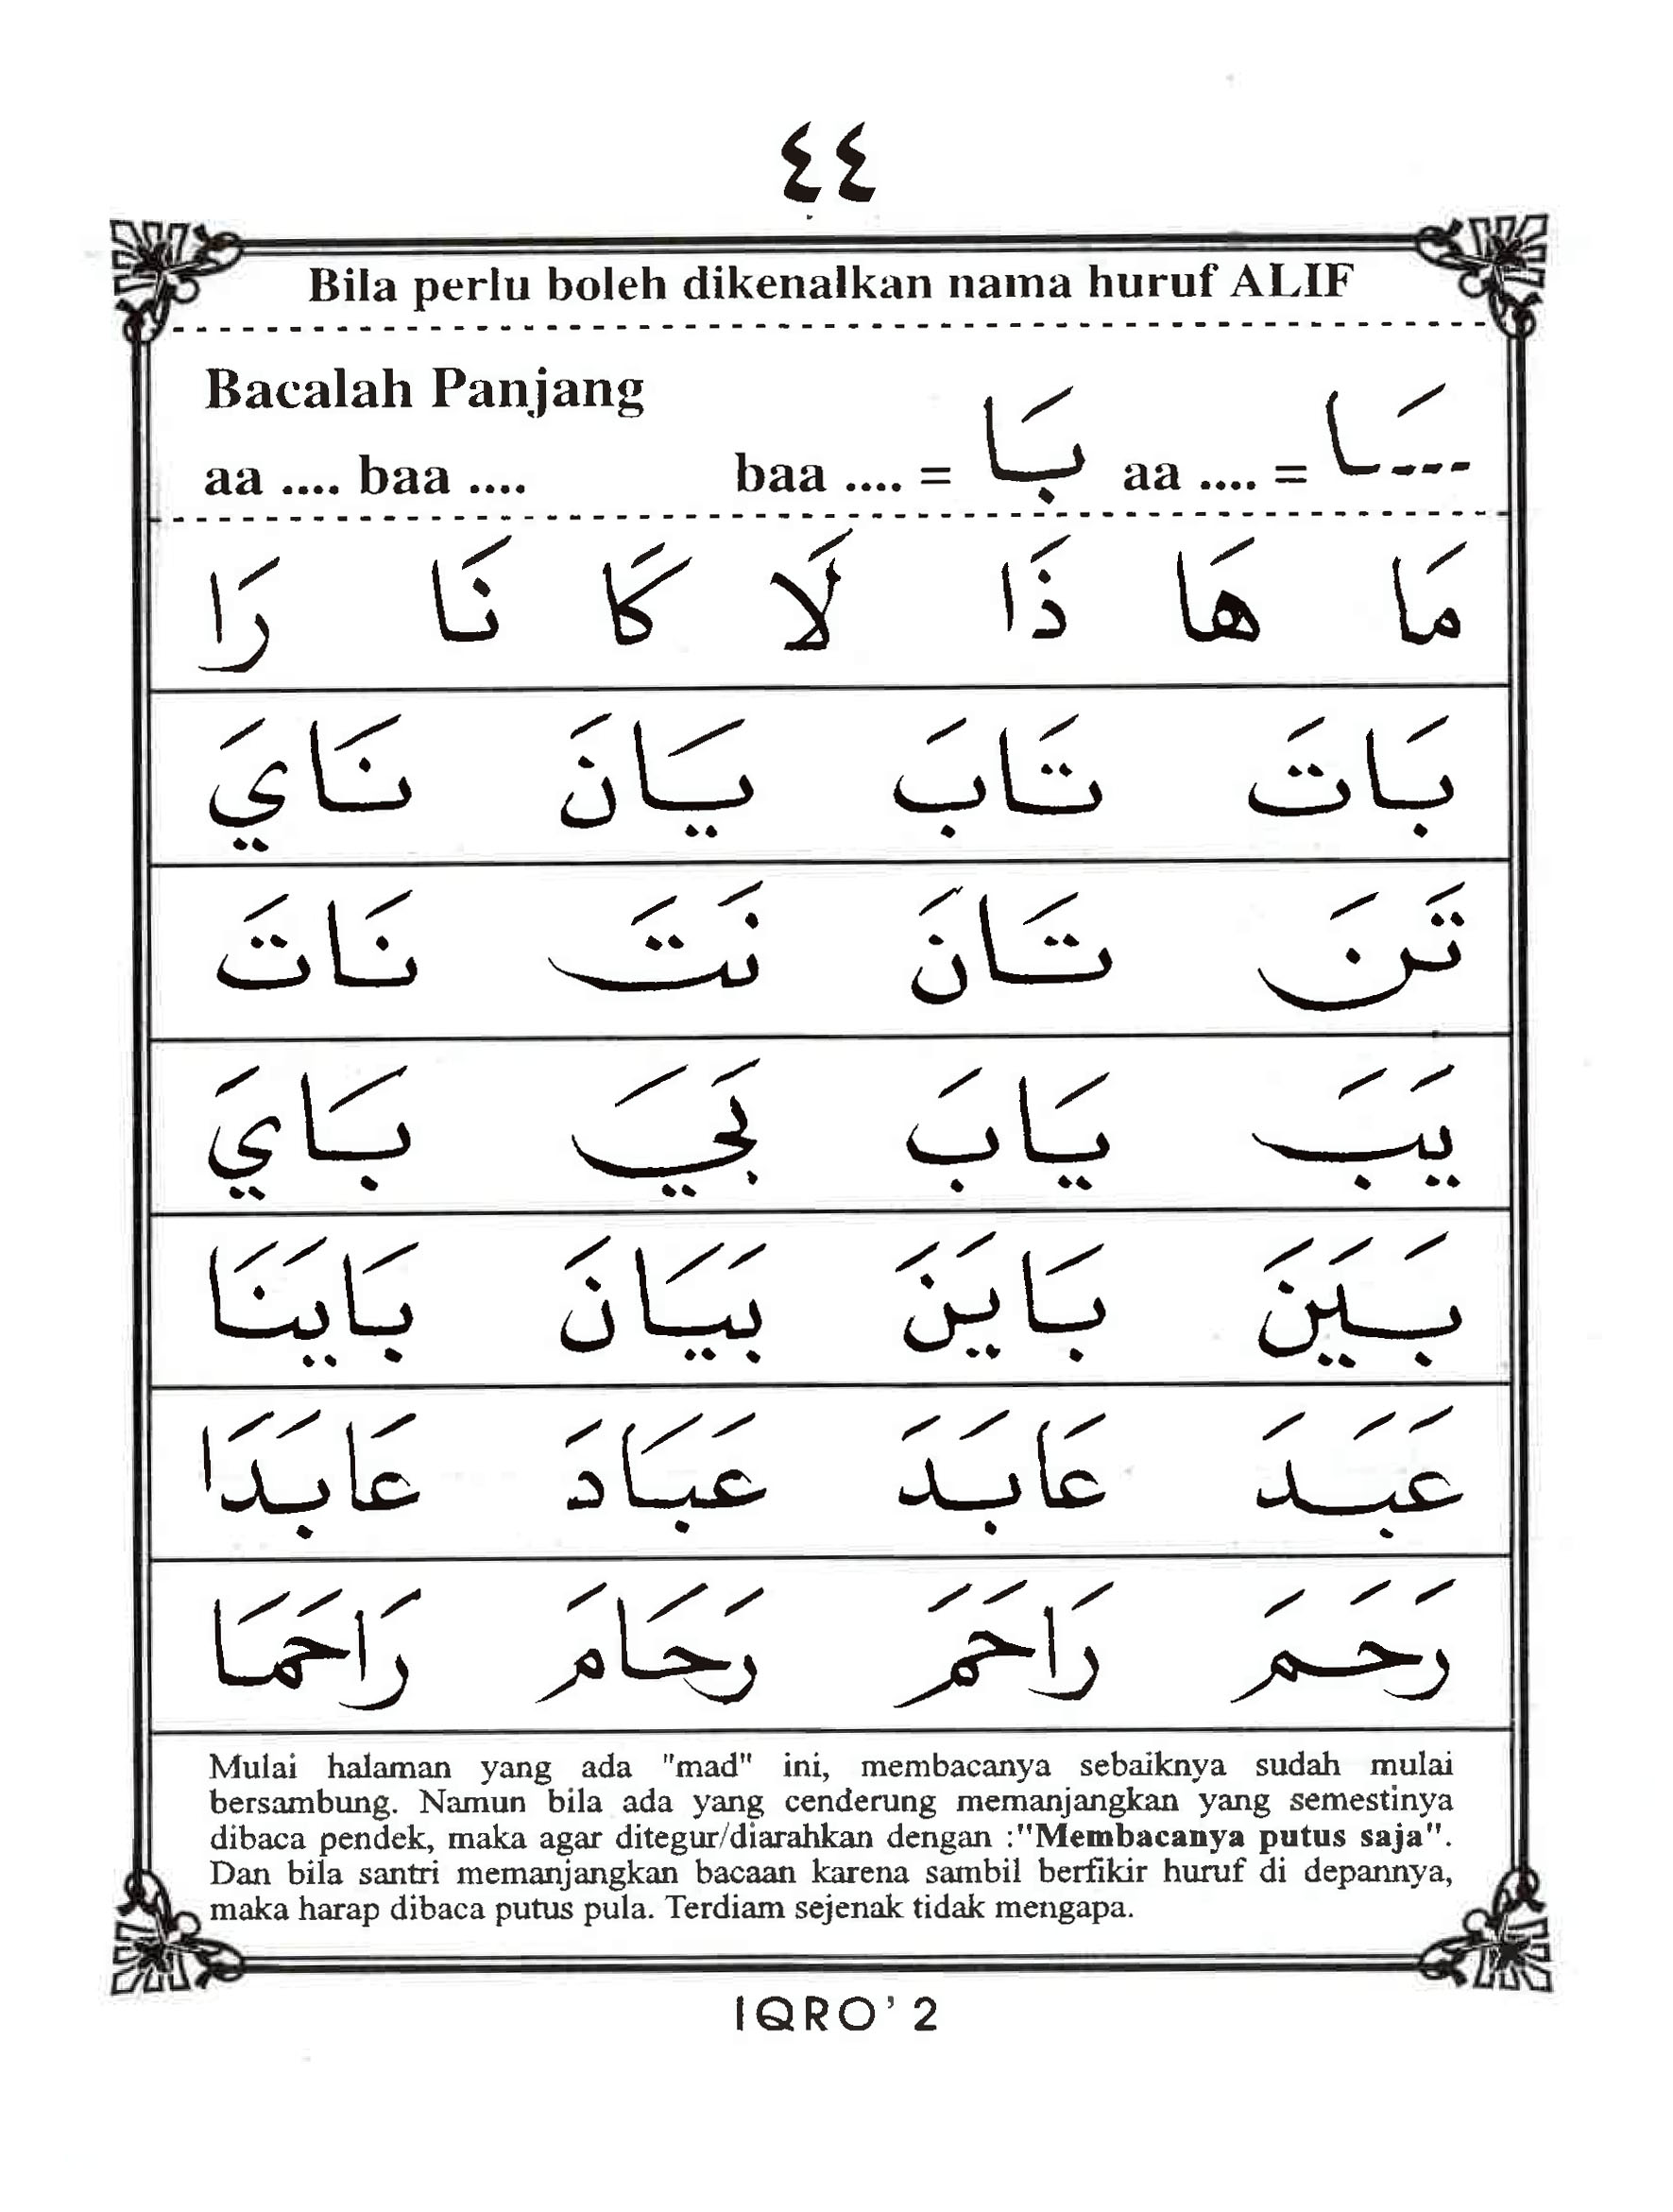 ٤٤
Bila perlu boleh dikenalkan nama huruf ALIF
Bacalah Panjang
aa .... baa .... baa .... = بَا aa .... = ---َا
مَا هَا ذَا لَا كَا نَا رَا
بَاتَ تَابَ يَانَ نَايَ
تَنَ تَانَ نَتَ نَاتَ
يَبَ يَابَ بَيَ بَايَ
بَيَنَ بَايَنَ بَيَانَ بَايَنَا
عَبَدَ عَابَدَ عَبَادَ عَابَدَا
رَحَمَ رَاحَمَ رَحَامَ رَاحَمَا
Mulai halaman yang ada "mad" ini, membacanya sebaiknya sudah mulai
bersambung. Namun bila ada yang cenderung memanjangkan yang semestinya
dibaca pendek, maka agar ditegur/diarahkan dengan :"Membacanya putus saja".
Dan bila santri memanjangkan bacaan karena sambil berfikir huruf di depannya,
maka harap dibaca putus pula. Terdiam sejenak tidak mengapa.
IQRO' 2